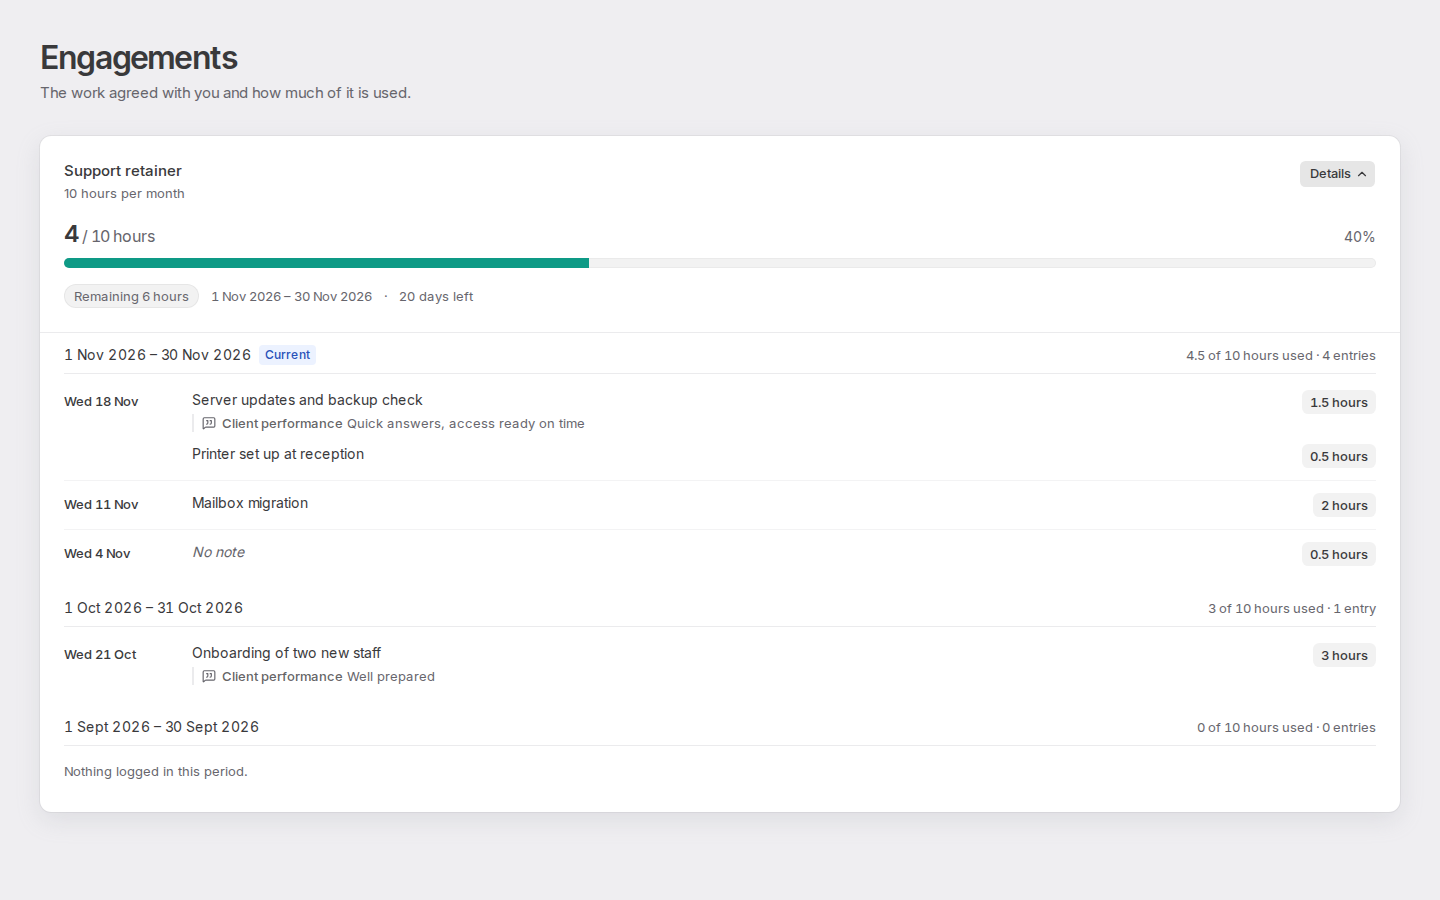 Engagements
The work agreed with you and how much of it is used.
Support retainer
Details
10 hours per month
4 / 10 hours
40%
Remaining 6 hours
1 Nov 2026 – 30 Nov 2026 · 20 days left
1 Nov 2026 – 30 Nov 2026 Current
4.5 of 10 hours used · 4 entries
Wed 18 Nov
Server updates and backup check
1.5 hours
Client performance Quick answers, access ready on time
Printer set up at reception
0.5 hours
Wed 11 Nov
Mailbox migration
2 hours
Wed 4 Nov
No note
0.5 hours
1 Oct 2026 – 31 Oct 2026
3 of 10 hours used · 1 entry
Wed 21 Oct
Onboarding of two new staff
3 hours
Client performance Well prepared
1 Sept 2026 – 30 Sept 2026
0 of 10 hours used · 0 entries
Nothing logged in this period.